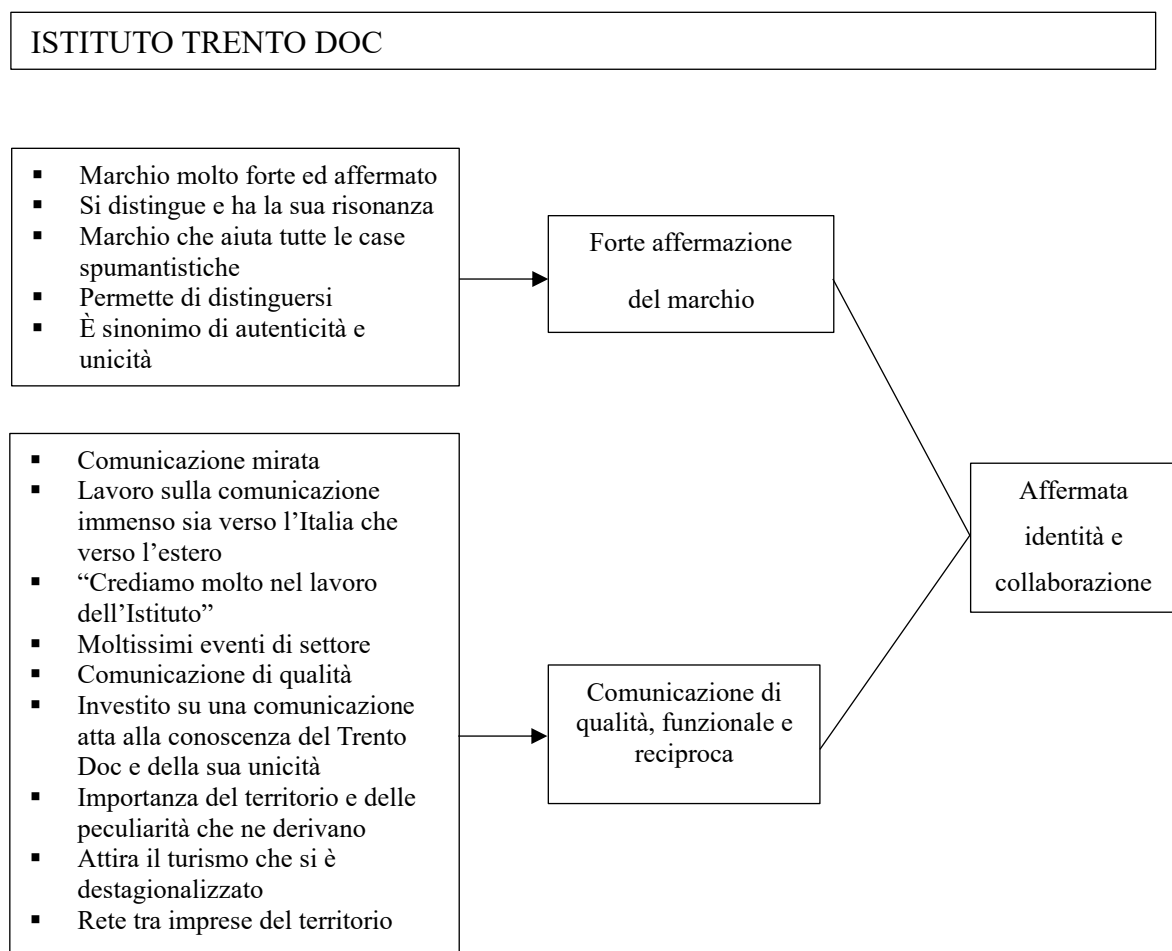 ISTITUTO TRENTO DOC
▪ Marchio molto forte ed affermato
▪ Si distingue e ha la sua risonanza
▪ Marchio che aiuta tutte le case
spumantistiche
▪ Permette di distinguersi
▪ È sinonimo di autenticità e
unicità
Forte affermazione
del marchio
▪ Comunicazione mirata
▪ Lavoro sulla comunicazione
immenso sia verso l’Italia che
verso l’estero
▪ “Crediamo molto nel lavoro
dell’Istituto”
▪ Moltissimi eventi di settore
▪ Comunicazione di qualità
▪ Investito su una comunicazione
atta alla conoscenza del Trento
Doc e della sua unicità
▪ Importanza del territorio e delle
peculiarità che ne derivano
▪ Attira il turismo che si è
destagionalizzato
▪ Rete tra imprese del territorio
Comunicazione di
qualità, funzionale e
reciproca
Affermata
identità e
collaborazione